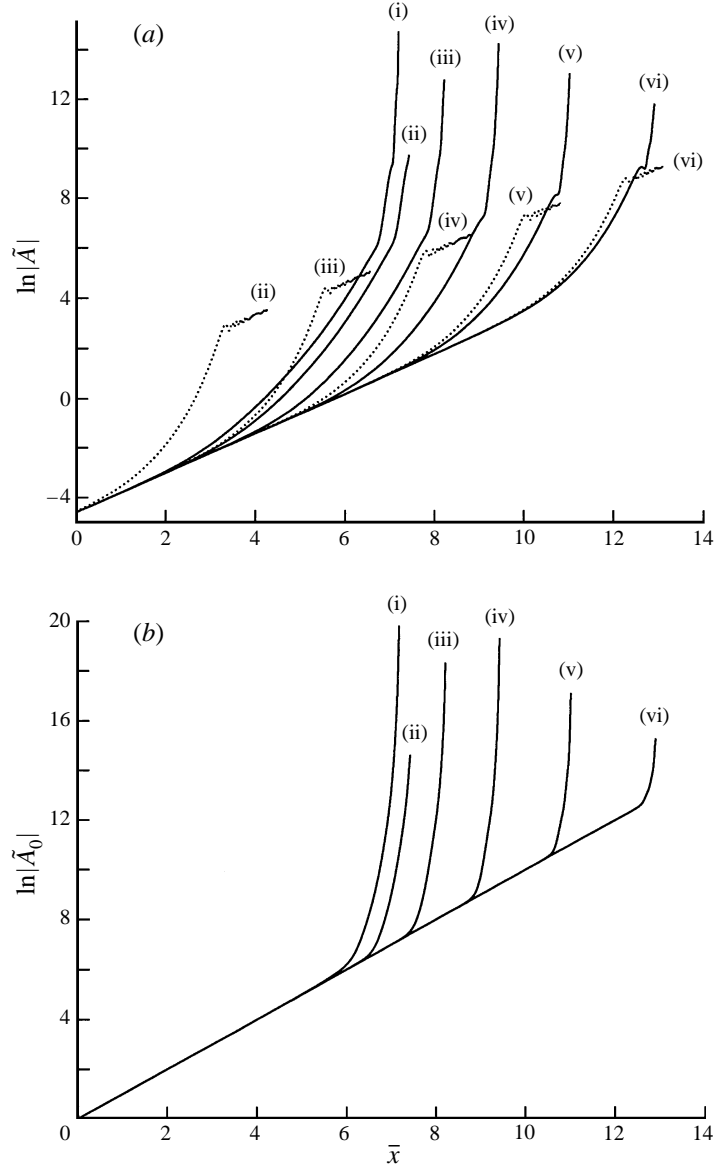 (a)
(i)
(ii)
(iii)
(iv)
(v)
(vi)
(ii)
(iii)
(iv)
(v)
(vi)
ln|Ã|
12
8
4
0
–4
0 2 4 6 8 10 12 14
(b)
(i)
(ii)
(iii)
(iv)
(v)
(vi)
ln|Ã₀|
20
16
12
8
4
0 2 4 6 8 10 12 14
x̄